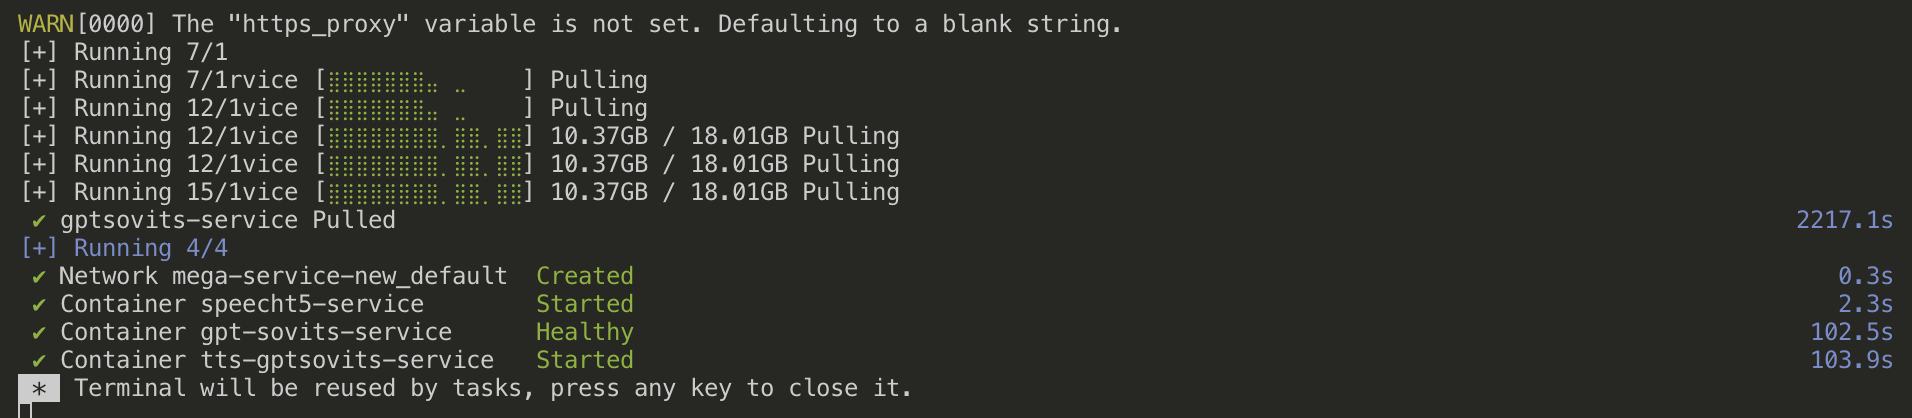 WARN[0000] The "https_proxy" variable is not set. Defaulting to a blank string.
[+] Running 7/1
[+] Running 7/1rvice [⣿⣿⣿⣿⣿⣿⣿⣤ ⣀    ] Pulling
[+] Running 12/1vice [⣿⣿⣿⣿⣿⣿⣿⣤ ⣀    ] Pulling
[+] Running 12/1vice [⣿⣿⣿⣿⣿⣿⣿⣿⡀⣿⣿⡀⣿⣿] 10.37GB / 18.01GB Pulling
[+] Running 12/1vice [⣿⣿⣿⣿⣿⣿⣿⣿⡀⣿⣿⡀⣿⣿] 10.37GB / 18.01GB Pulling
[+] Running 15/1vice [⣿⣿⣿⣿⣿⣿⣿⣿⡀⣿⣿⡀⣿⣿] 10.37GB / 18.01GB Pulling
✔ gptsovits-service Pulled 2217.1s
[+] Running 4/4
✔ Network mega-service-new_default Created 0.3s
✔ Container speecht5-service Started 2.3s
✔ Container gpt-sovits-service Healthy 102.5s
✔ Container tts-gptsovits-service Started 103.9s
* Terminal will be reused by tasks, press any key to close it.